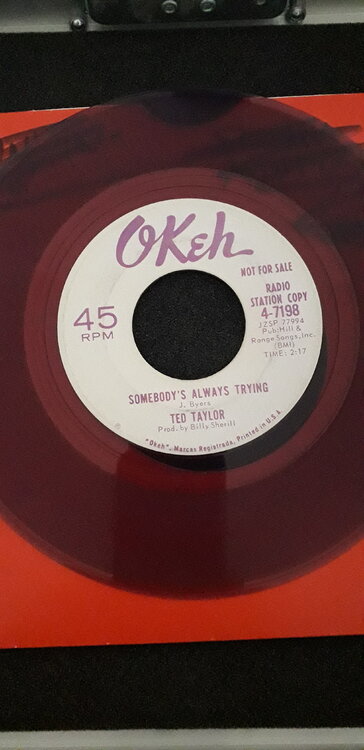 OKeh
NOT FOR SALE
RADIO
STATION COPY
45
RPM
4-7198
JZSP 77994
Pub: Hill &
Range Songs, Inc.
(BMI)
TIME: 2:17
SOMEBODY'S ALWAYS TRYING
J. Byers
TED TAYLOR
Prod. by Billy Sherill
"Okeh", Marcas Registrada. Printed in U.S.A.